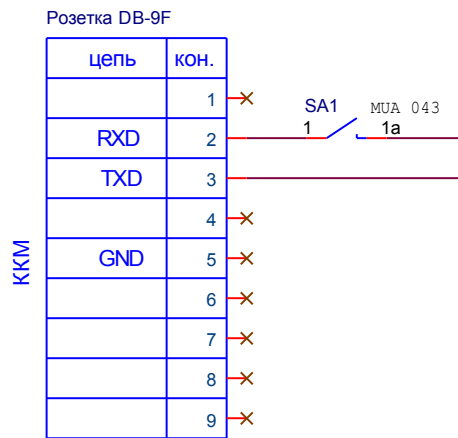 Розетка DB-9F
цепь кон.
1
SA1 MUA 043
RXD 2 1 1a
TXD 3
4
GND 5
ККМ
6
7
8
9